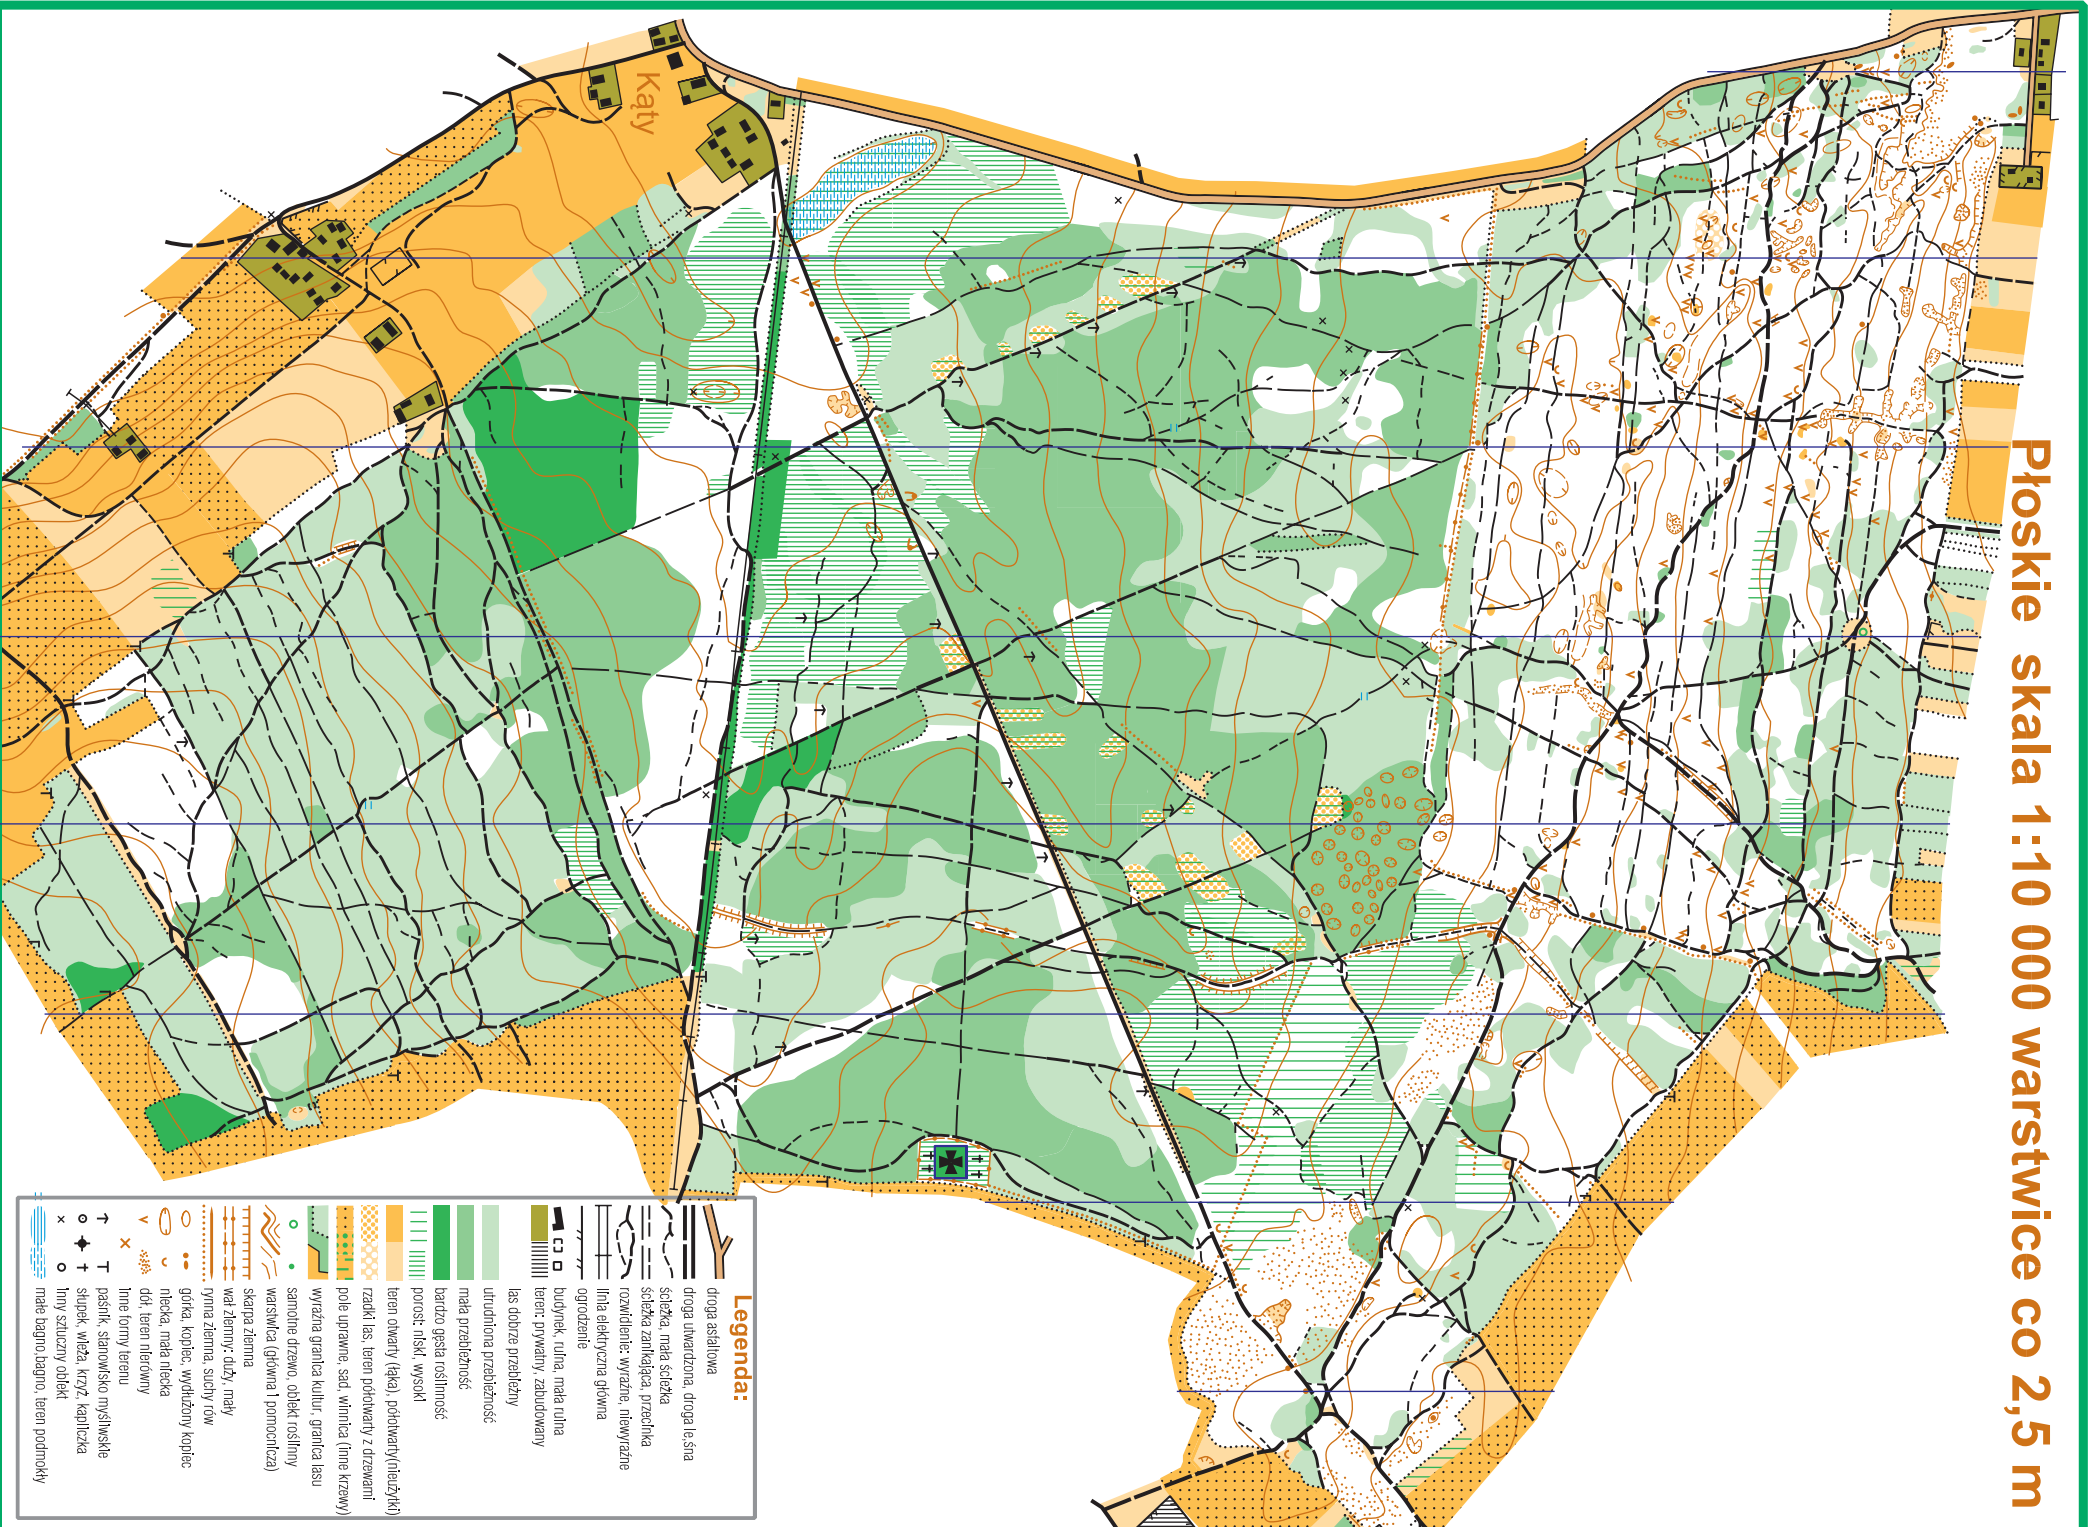 Płoskie skala 1:10 000 warstwice co 2,5 m
Kąty
Legenda:
droga asfaltowa
droga utwardzona, droga leśna
ścieżka, mała ścieżka
ścieżka zanikająca, przecinka
rozwidlenie: wyraźne, niewyraźne
linia elektryczna główna
ogrodzenie
budynek, ruina, mała ruina
teren: prywatny, zabudowany
las dobrze przebieżny
utrudniona przebieżność
mała przebieżność
bardzo gęsta roślinność
porost: niski, wysoki
teren otwarty (łąka), półotwarty(nieużytki)
rzadki las, teren półotwarty z drzewami
pole uprawne, sad, winnica (inne krzewy)
wyraźna granica kultur, granica lasu
samotne drzewo, obiekt roślinny
warstwica (główna i pomocnicza)
skarpa ziemna
wał ziemny: duży, mały
rynna ziemna, suchy rów
górka, kopiec, wydłużony kopiec
niecka, mała niecka
dół, teren nierówny
inne formy terenu
paśnik, stanowisko myśliwskie
słupek, wieża, krzyż, kapliczka
inny sztuczny obiekt
małe bagno,bagno, teren podmokły